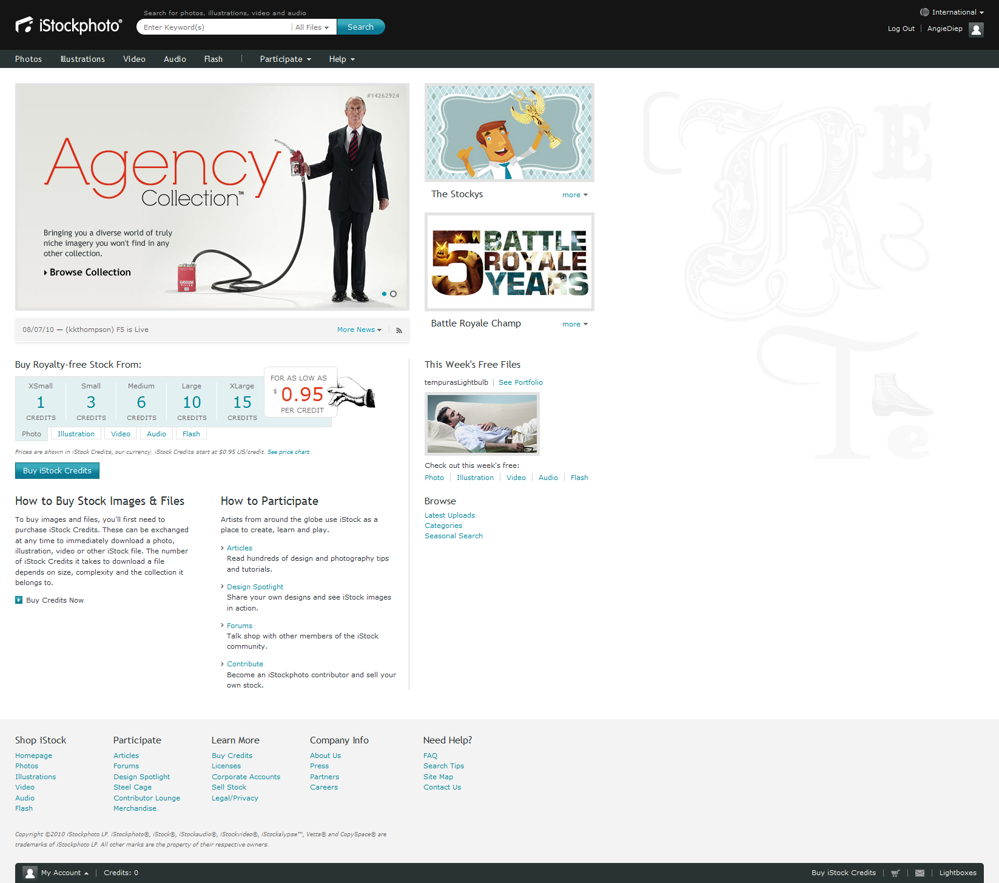 iStockphoto®
Search for photos, illustrations, video and audio
Enter Keyword(s)
All Files
Search
International
Log Out
AngieDiep
Photos
Illustrations
Video
Audio
Flash
Participate
Help
#14262924
Agency
Collection™
Bringing you a diverse world of truly
niche imagery you won't find in any
other collection.
Browse Collection
GASOLINE
The Stockys
more
5 BATTLE
ROYALE
YEARS
Battle Royale Champ
more
08/07/10 — (kkthompson) F5 is Live
More News
Buy Royalty-free Stock From:
XSmall
1
CREDITS
Small
3
CREDITS
Medium
6
CREDITS
Large
10
CREDITS
XLarge
15
CREDITS
FOR AS LOW AS
$ 0.95
PER CREDIT
Photo
Illustration
Video
Audio
Flash
Prices are shown in iStock Credits, our currency. iStock Credits start at $0.95 US/credit. See price chart.
Buy iStock Credits
How to Buy Stock Images & Files
To buy images and files, you'll first need to
purchase iStock Credits. These can be exchanged
at any time to immediately download a photo,
illustration, video or other iStock file. The number
of iStock Credits it takes to download a file
depends on size, complexity and the collection it
belongs to.
Buy Credits Now
How to Participate
Artists from around the globe use iStock as a
place to create, learn and play.
Articles
Read hundreds of design and photography tips
and tutorials.
Design Spotlight
Share your own designs and see iStock images
in action.
Forums
Talk shop with other members of the iStock
community.
Contribute
Become an iStockphoto contributor and sell your
own stock.
This Week's Free Files
tempurasLightbulb
See Portfolio
Check out this week's free:
Photo
Illustration
Video
Audio
Flash
Browse
Latest Uploads
Categories
Seasonal Search
Shop iStock
Homepage
Photos
Illustrations
Video
Audio
Flash
Participate
Articles
Forums
Design Spotlight
Steel Cage
Contributor Lounge
Merchandise
Learn More
Buy Credits
Licenses
Corporate Accounts
Sell Stock
Legal/Privacy
Company Info
About Us
Press
Partners
Careers
Need Help?
FAQ
Search Tips
Site Map
Contact Us
Copyright ©2010 iStockphoto LP. iStockphoto®, iStock®, iStockaudio®, iStockvideo®, iStockalypse™, Vetta® and CopySpace® are
trademarks of iStockphoto LP. All other marks are the property of their respective owners.
My Account
Credits: 0
Buy iStock Credits
Lightboxes